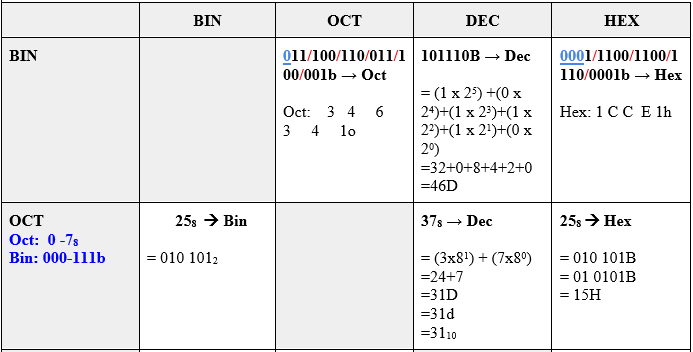 BIN OCT DEC HEX
BIN
011/100/110/011/1
00/001b → Oct
Oct: 3 4 6
3 4 1o
101110B → Dec
= (1 x 2⁵) +(0 x
2⁴)+(1 x 2³)+(1 x
2²)+(1 x 2¹)+(0 x
2⁰)
=32+0+8+4+2+0
=46D
0001/1100/1100/1
110/0001b → Hex
Hex: 1 C C E 1h
OCT
Oct: 0 -7₈
Bin: 000-111b
25₈ → Bin
= 010 101₂
37₈ → Dec
= (3x8¹) + (7x8⁰)
=24+7
=31D
=31d
=31₁₀
25₈ → Hex
= 010 101B
= 01 0101B
= 15H